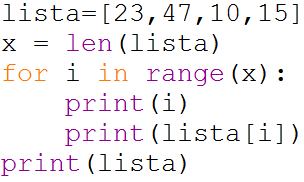 lista=[23,47,10,15]
x = len(lista)
for i in range(x):
    print(i)
    print(lista[i])
print(lista)